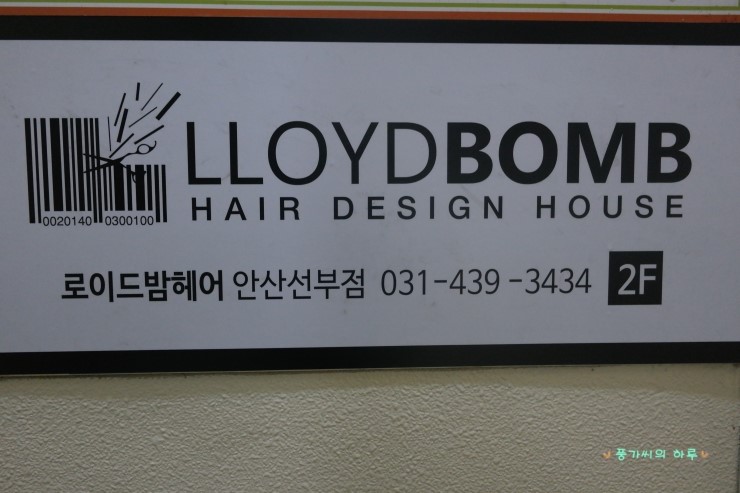 LLOYDBOMB
HAIR DESIGN HOUSE
0020140 0300100
로이드밤헤어 안산선부점 031-439-3434 2F
풍가씨의 하루